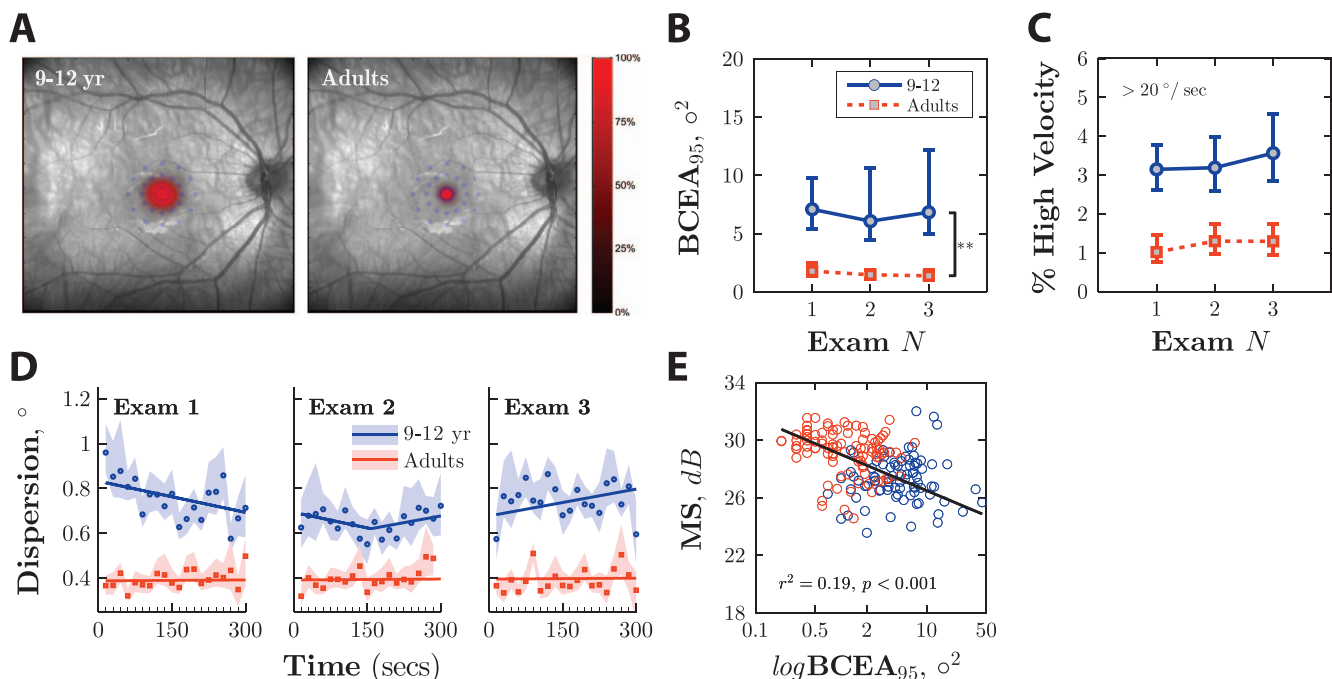 A
9-12 yr
Adults
100%
75%
50%
25%
0%
B
20
15
10
5
0
BCEA95, ○²
9-12
Adults
**
1 2 3
Exam N
C
6
5
4
3
2
1
0
% High Velocity
> 20 °/ sec
1 2 3
Exam N
D
1.2
1
0.8
0.6
0.4
Dispersion, ○
Exam 1
Exam 2
Exam 3
9-12 yr
Adults
0 150 300
0 150 300
0 150 300
Time (secs)
E
34
30
26
22
18
MS, dB
r² = 0.19, p < 0.001
0.1 0.5 2 10 50
logBCEA95, ○²